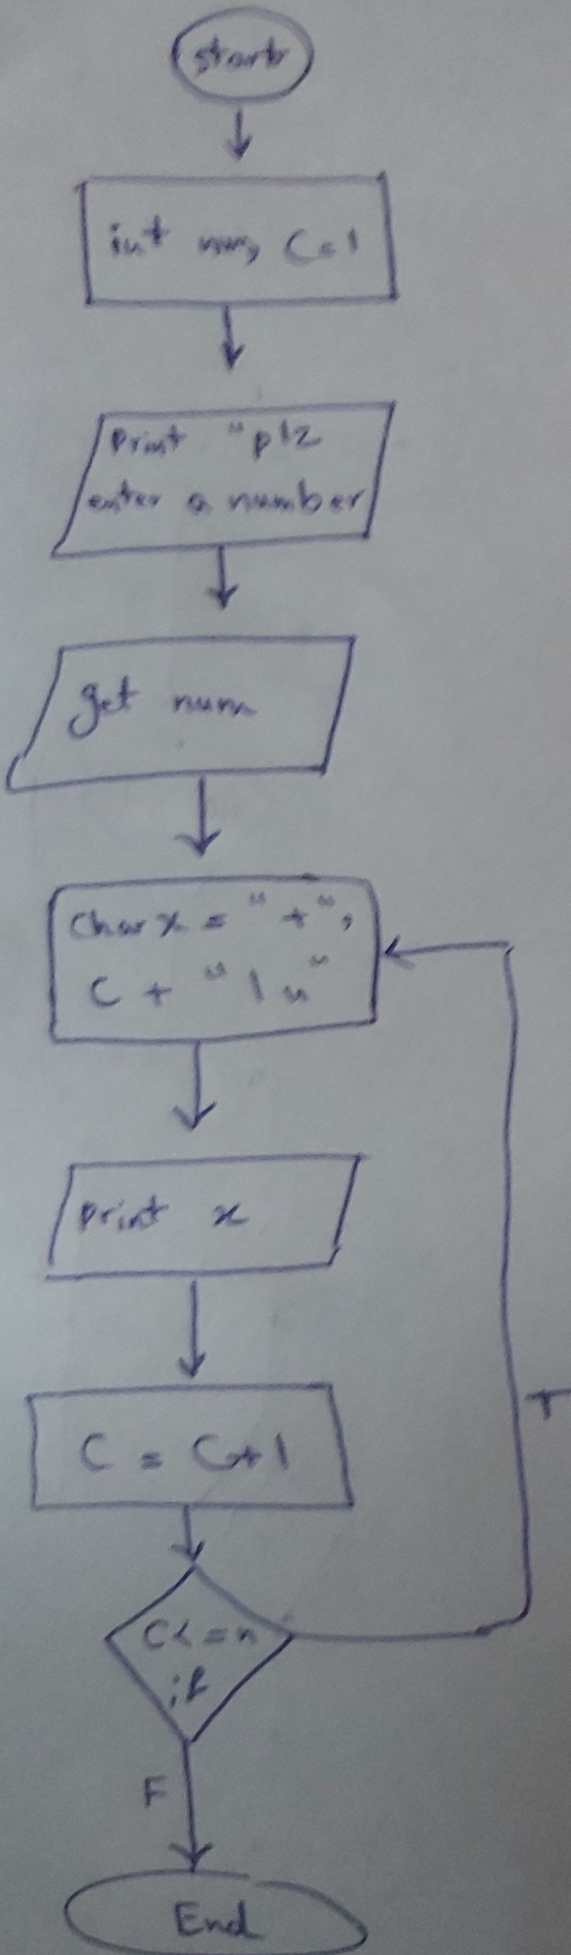 start
int num, C=1
Print "plz
enter a number
get num
Char x = "+",
C + "\n"
print x
C = C+1
T
C<=n
if
F
End